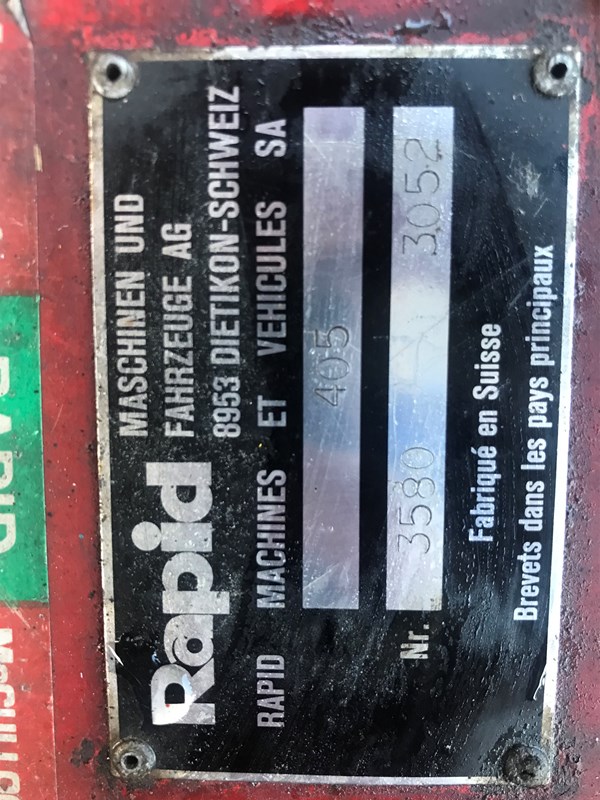 Rapid
MASCHINEN UND
FAHRZEUGE AG
8953 DIETIKON-SCHWEIZ
RAPID MACHINES ET VEHICULES SA
405
Nr. 3580 3052
Fabriqué en Suisse
Brevets dans les pays principaux
RAPID